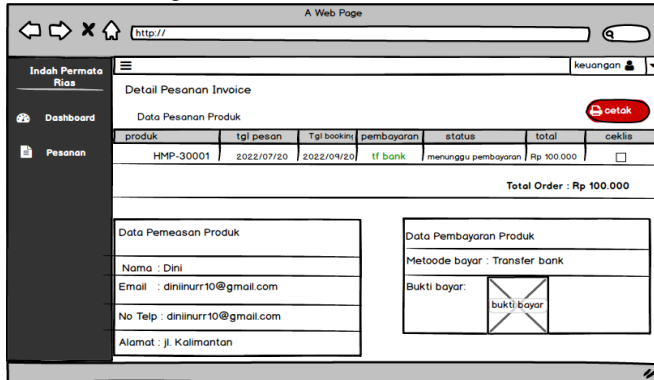 A Web Page
http://
Indah Permata Rias
keuangan
Detail Pesanan Invoice
Data Pesanan Produk
cetak
Dashboard
Pesanan
produk tgl pesan Tgl booking pembayaran status total ceklis
HMP-30001 2022/07/20 2022/09/20 tf bank menunggu pembayaran Rp 100.000
Total Order : Rp 100.000
Data Pemeasan Produk
Nama : Dini
Email : diniinurr10@gmail.com
No Telp : diniinurr10@gmail.com
Alamat : jl. Kalimantan
Data Pembayaran Produk
Metoode bayar : Transfer bank
Bukti bayar:
bukti bayar